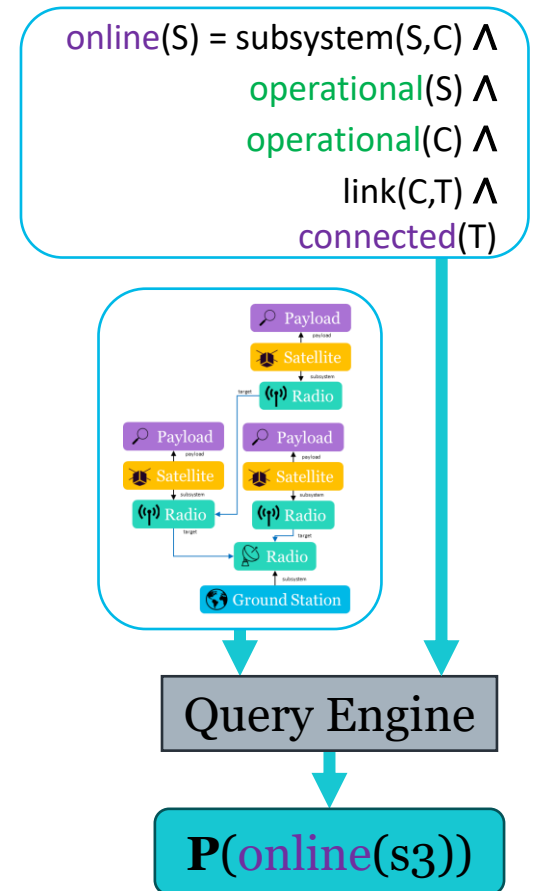 online(S) = subsystem(S,C) ∧
operational(S) ∧
operational(C) ∧
link(C,T) ∧
connected(T)
Payload
payload
Satellite
subsystem
Radio
target
Payload
Payload
payload
payload
Satellite
Satellite
subsystem
subsystem
Radio
Radio
target
target
Radio
subsystem
Ground Station
Query Engine
P(online(s3))